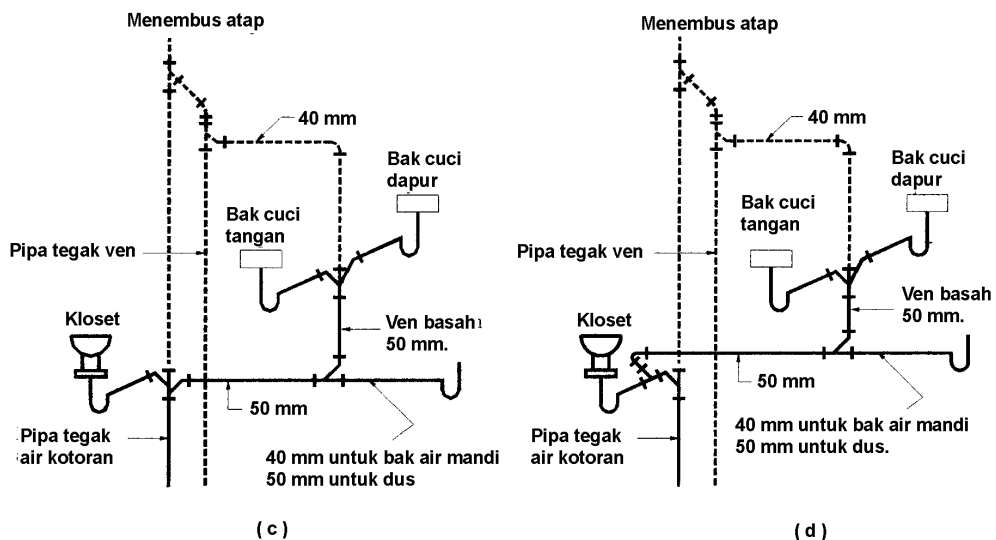 Menembus atap
40 mm
Bak cuci
dapur
Bak cuci
tangan
Pipa tegak ven
Kloset
Ven basah
50 mm.
50 mm
Pipa tegak
air kotoran
40 mm untuk bak air mandi
50 mm untuk dus
( c )
Menembus atap
40 mm
Bak cuci
dapur
Bak cuci
tangan
Pipa tegak ven
Kloset
Ven basah
50 mm.
50 mm
Pipa tegak
air kotoran
40 mm untuk bak air mandi
50 mm untuk dus.
( d )